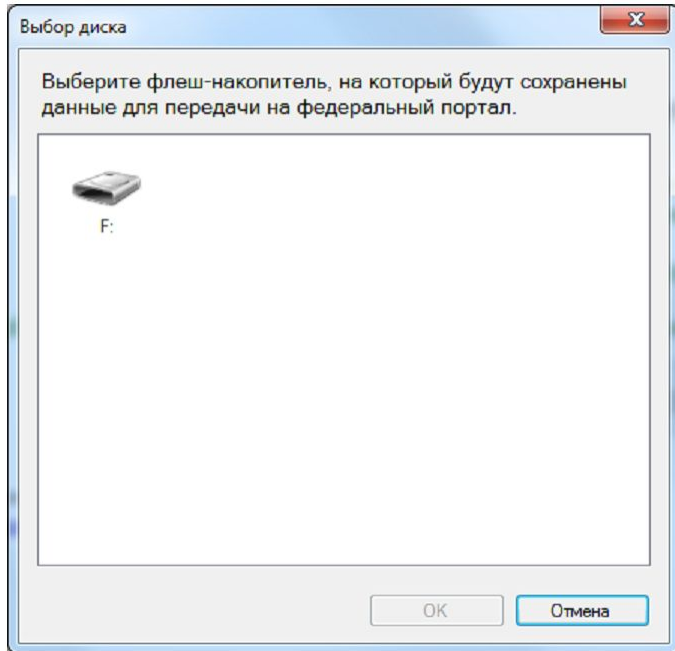 Выбор диска
Выберите флеш-накопитель, на который будут сохранены
данные для передачи на федеральный портал.
F:
OK
Отмена